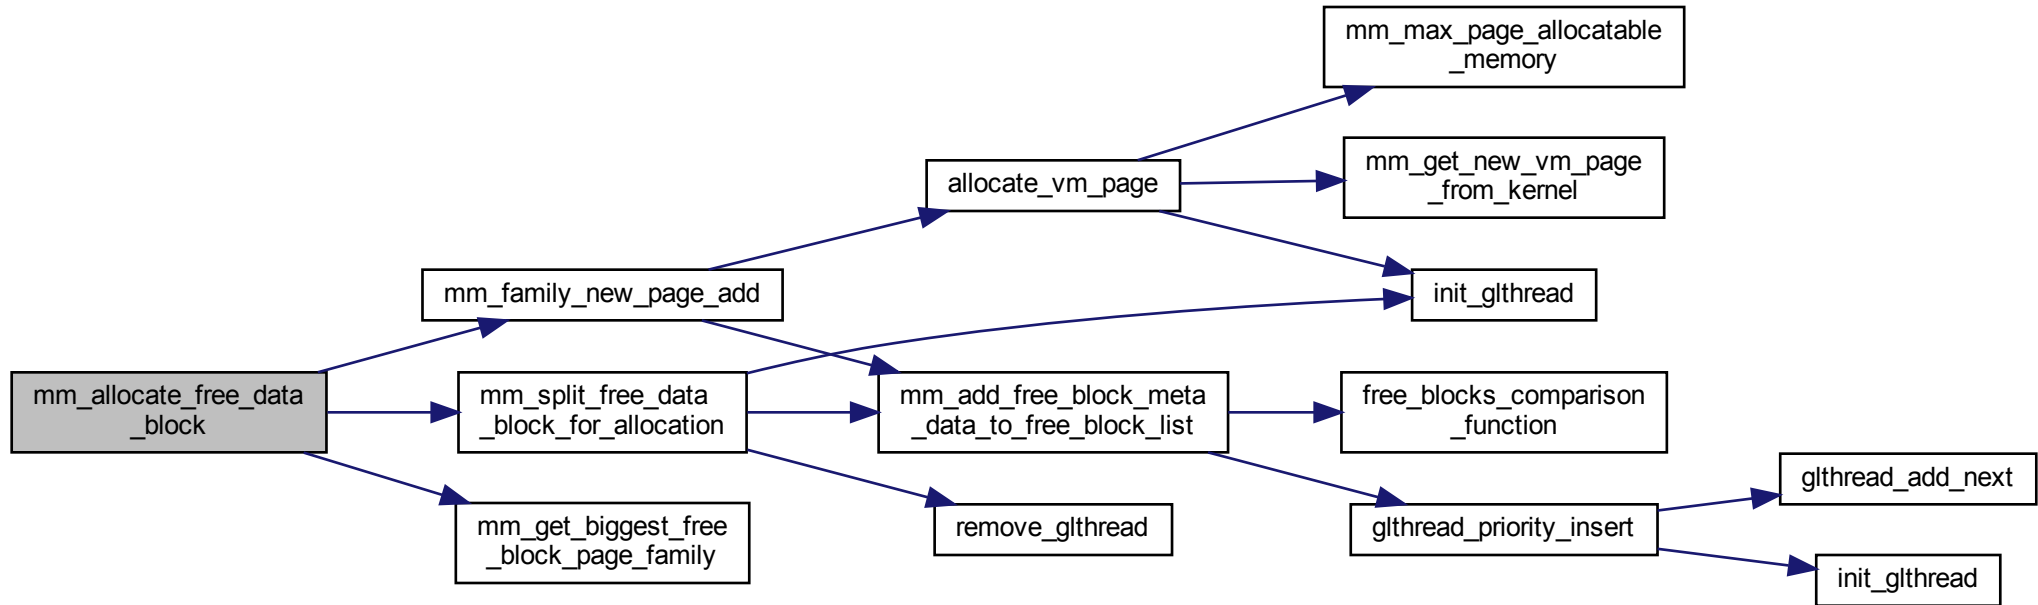 mm_max_page_allocatable
_memory
mm_get_new_vm_page
_from_kernel
allocate_vm_page
init_glthread
mm_family_new_page_add
mm_allocate_free_data
_block
mm_split_free_data
_block_for_allocation
mm_add_free_block_meta
_data_to_free_block_list
free_blocks_comparison
_function
mm_get_biggest_free
_block_page_family
remove_glthread
glthread_priority_insert
glthread_add_next
init_glthread